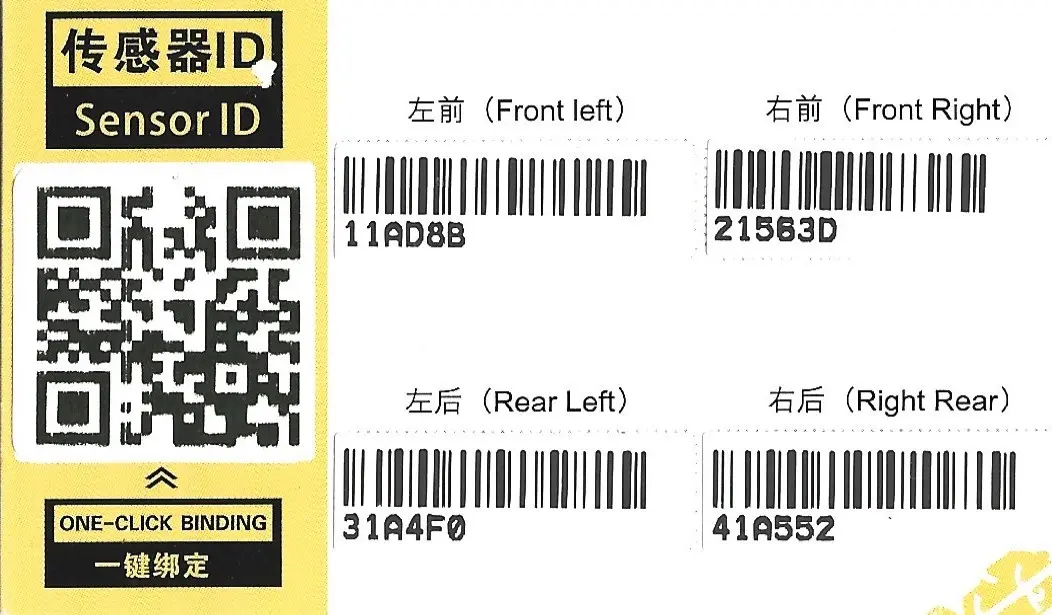 传感器ID
Sensor ID
ONE-CLICK BINDING
一键绑定
左前（Front left）
11AD8B
右前（Front Right）
21563D
左后（Rear Left）
31A4F0
右后（Right Rear）
41A552